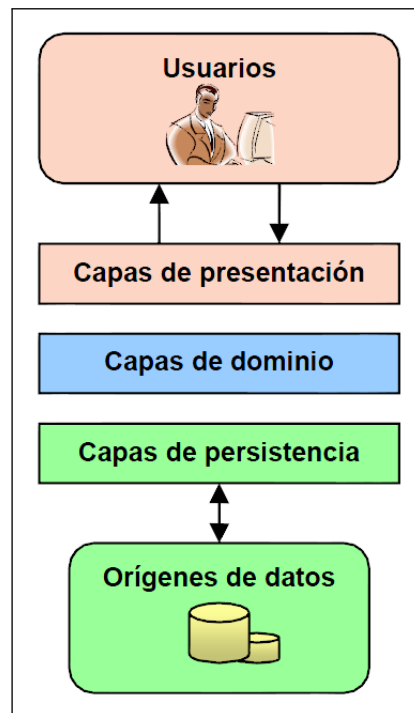 Usuarios
Capas de presentación
Capas de dominio
Capas de persistencia
Orígenes de datos